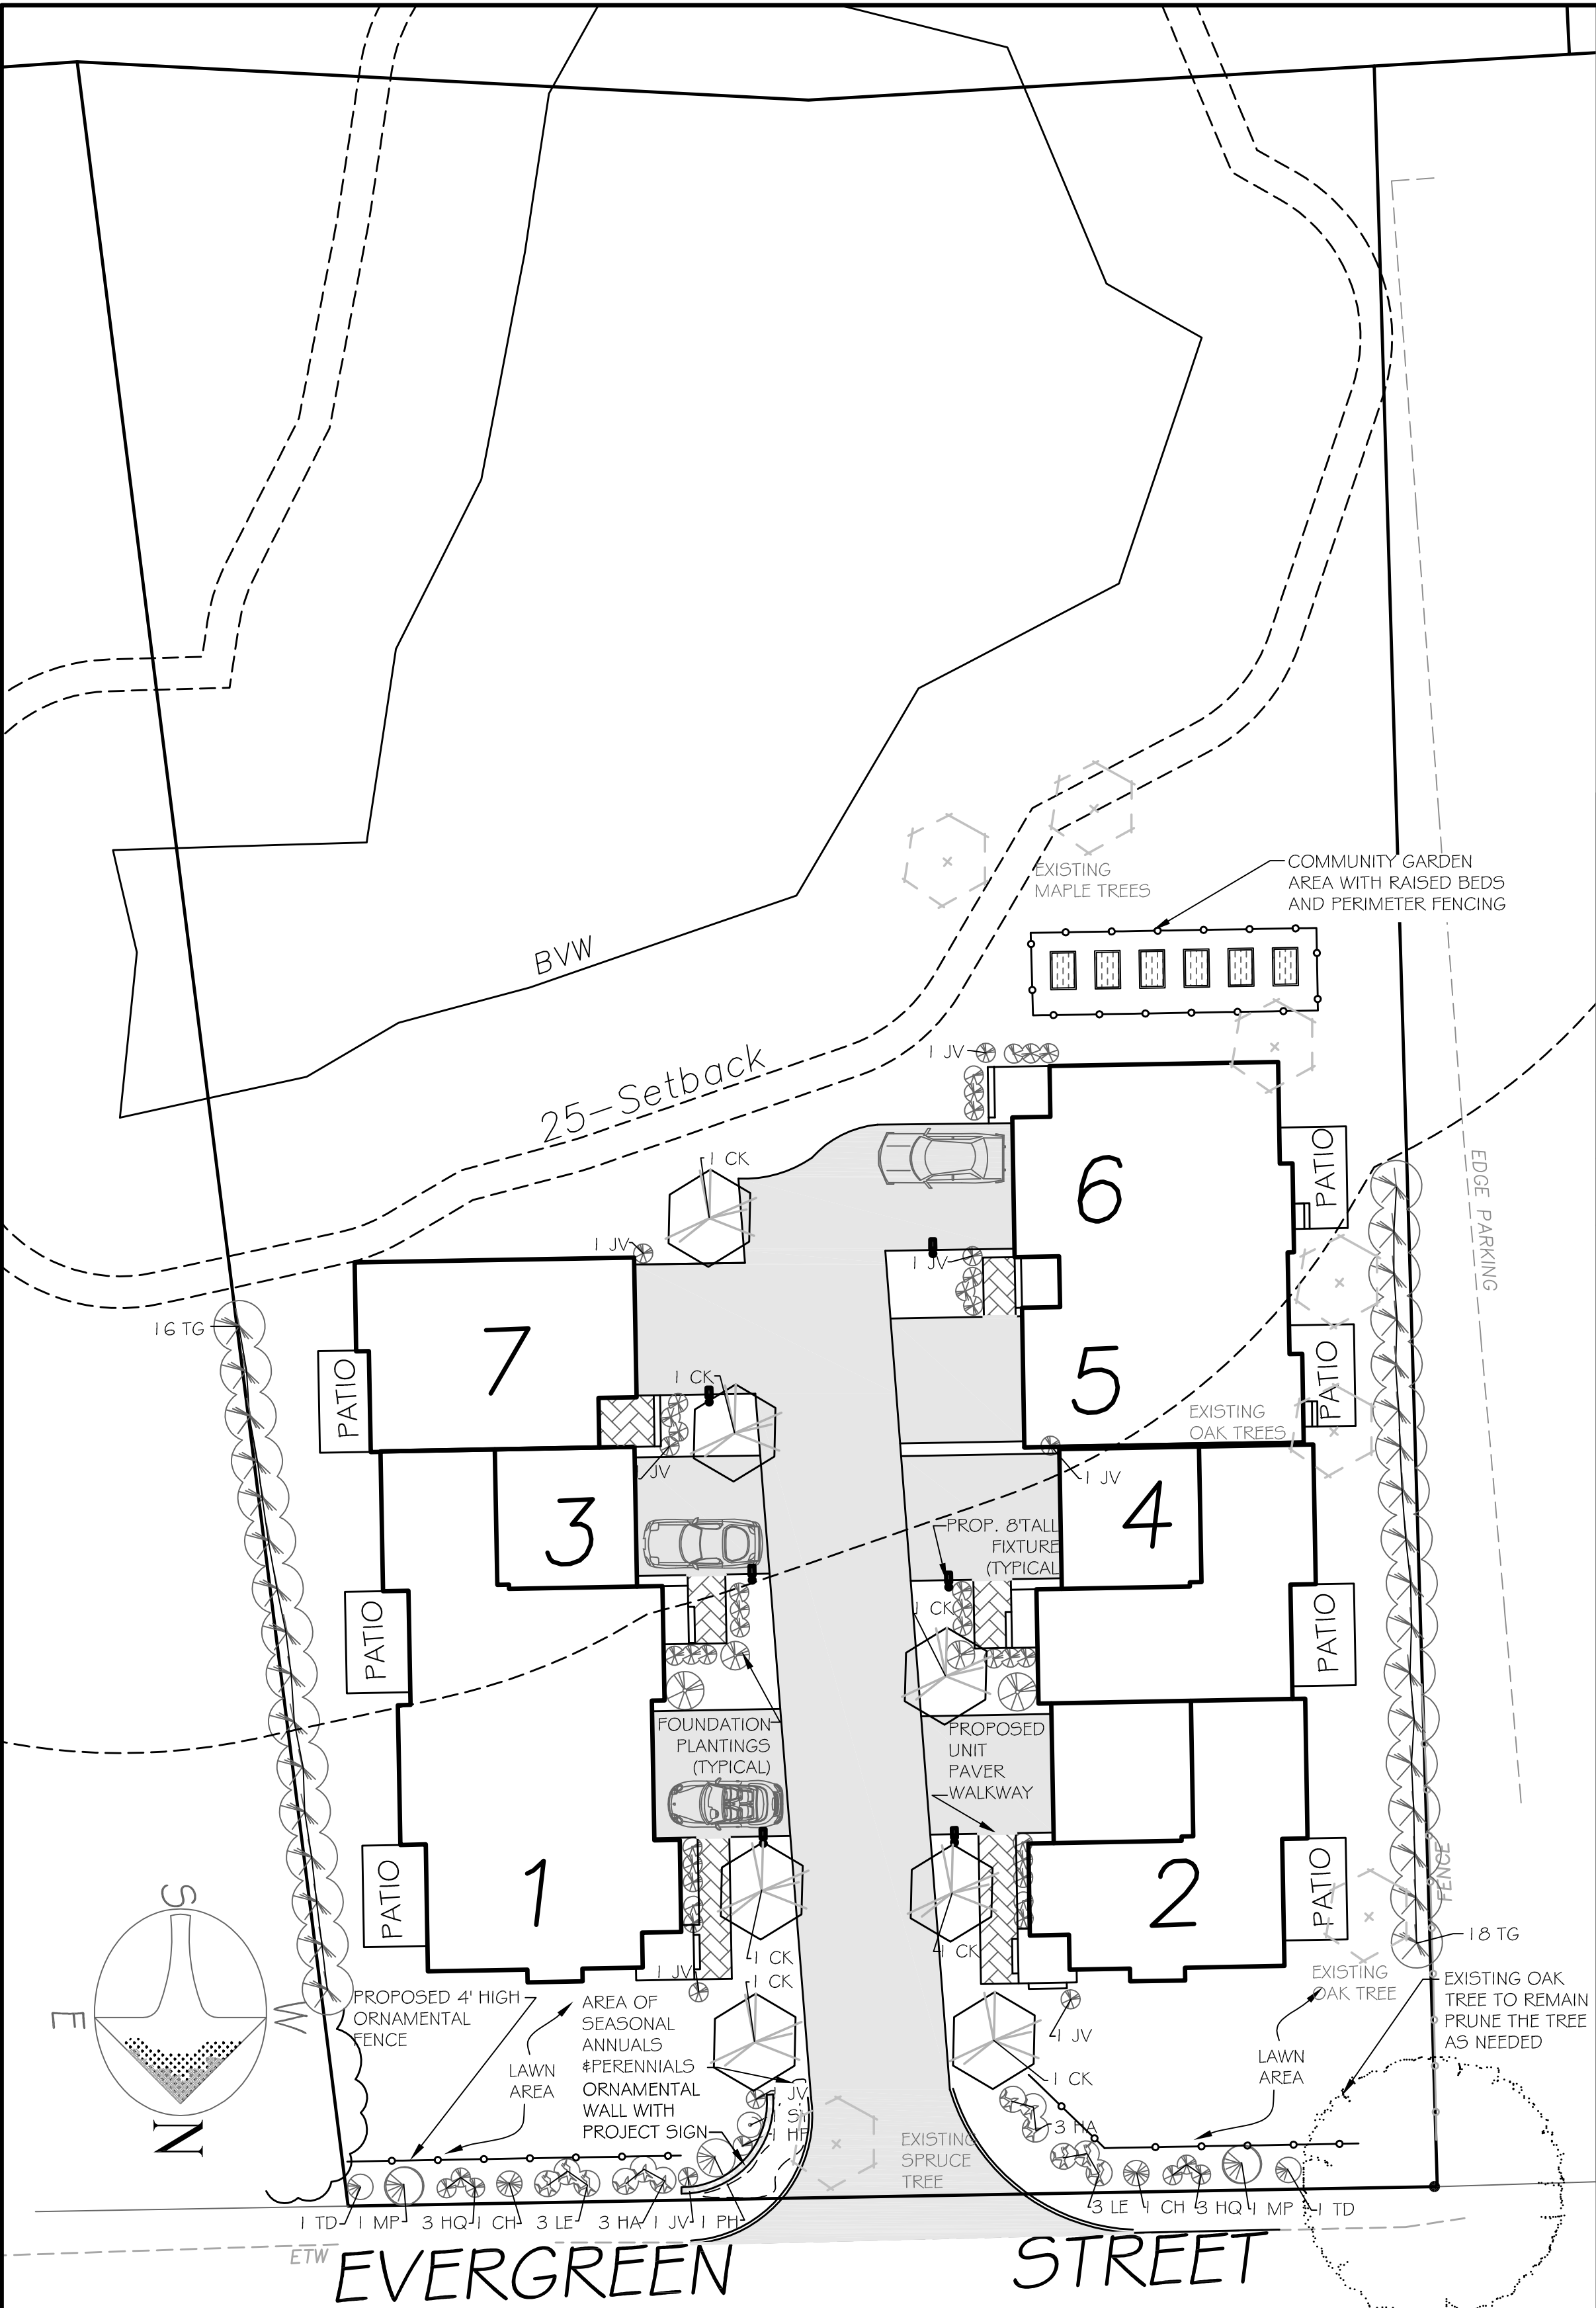 EXISTING
MAPLE TREES
COMMUNITY GARDEN
AREA WITH RAISED BEDS
AND PERIMETER FENCING
BVW
25-Setback
1 JV
1 CK
6
PATIO
EDGE PARKING
1 JV
1 JV
16 TG
7
PATIO
1 CK
5
PATIO
EXISTING
OAK TREES
1 JV
1 JV
3
4
PROP. 8'TALL
FIXTURE
(TYPICAL
1 CK
PATIO
PATIO
FOUNDATION
PLANTINGS
(TYPICAL)
PROPOSED
UNIT
PAVER
WALKWAY
1
2
PATIO
PATIO
FENCE
18 TG
1 CK
1 CK
1 CK
1 JV
1 JV
1 CK
S
E
W
N
PROPOSED 4' HIGH
ORNAMENTAL
FENCE
LAWN
AREA
AREA OF
SEASONAL
ANNUALS
&PERENNIALS
ORNAMENTAL
WALL WITH
PROJECT SIGN
1 JV
1 SY
1 HP
EXISTING
OAK TREE
EXISTING OAK
TREE TO REMAIN
PRUNE THE TREE
AS NEEDED
LAWN
AREA
3 HA
EXISTING
SPRUCE
TREE
1 TD
1 MP
3 HQ
1 CH
3 LE
3 HA
1 JV
1 PH
3 LE
1 CH
3 HQ
1 MP
1 TD
ETW
EVERGREEN STREET